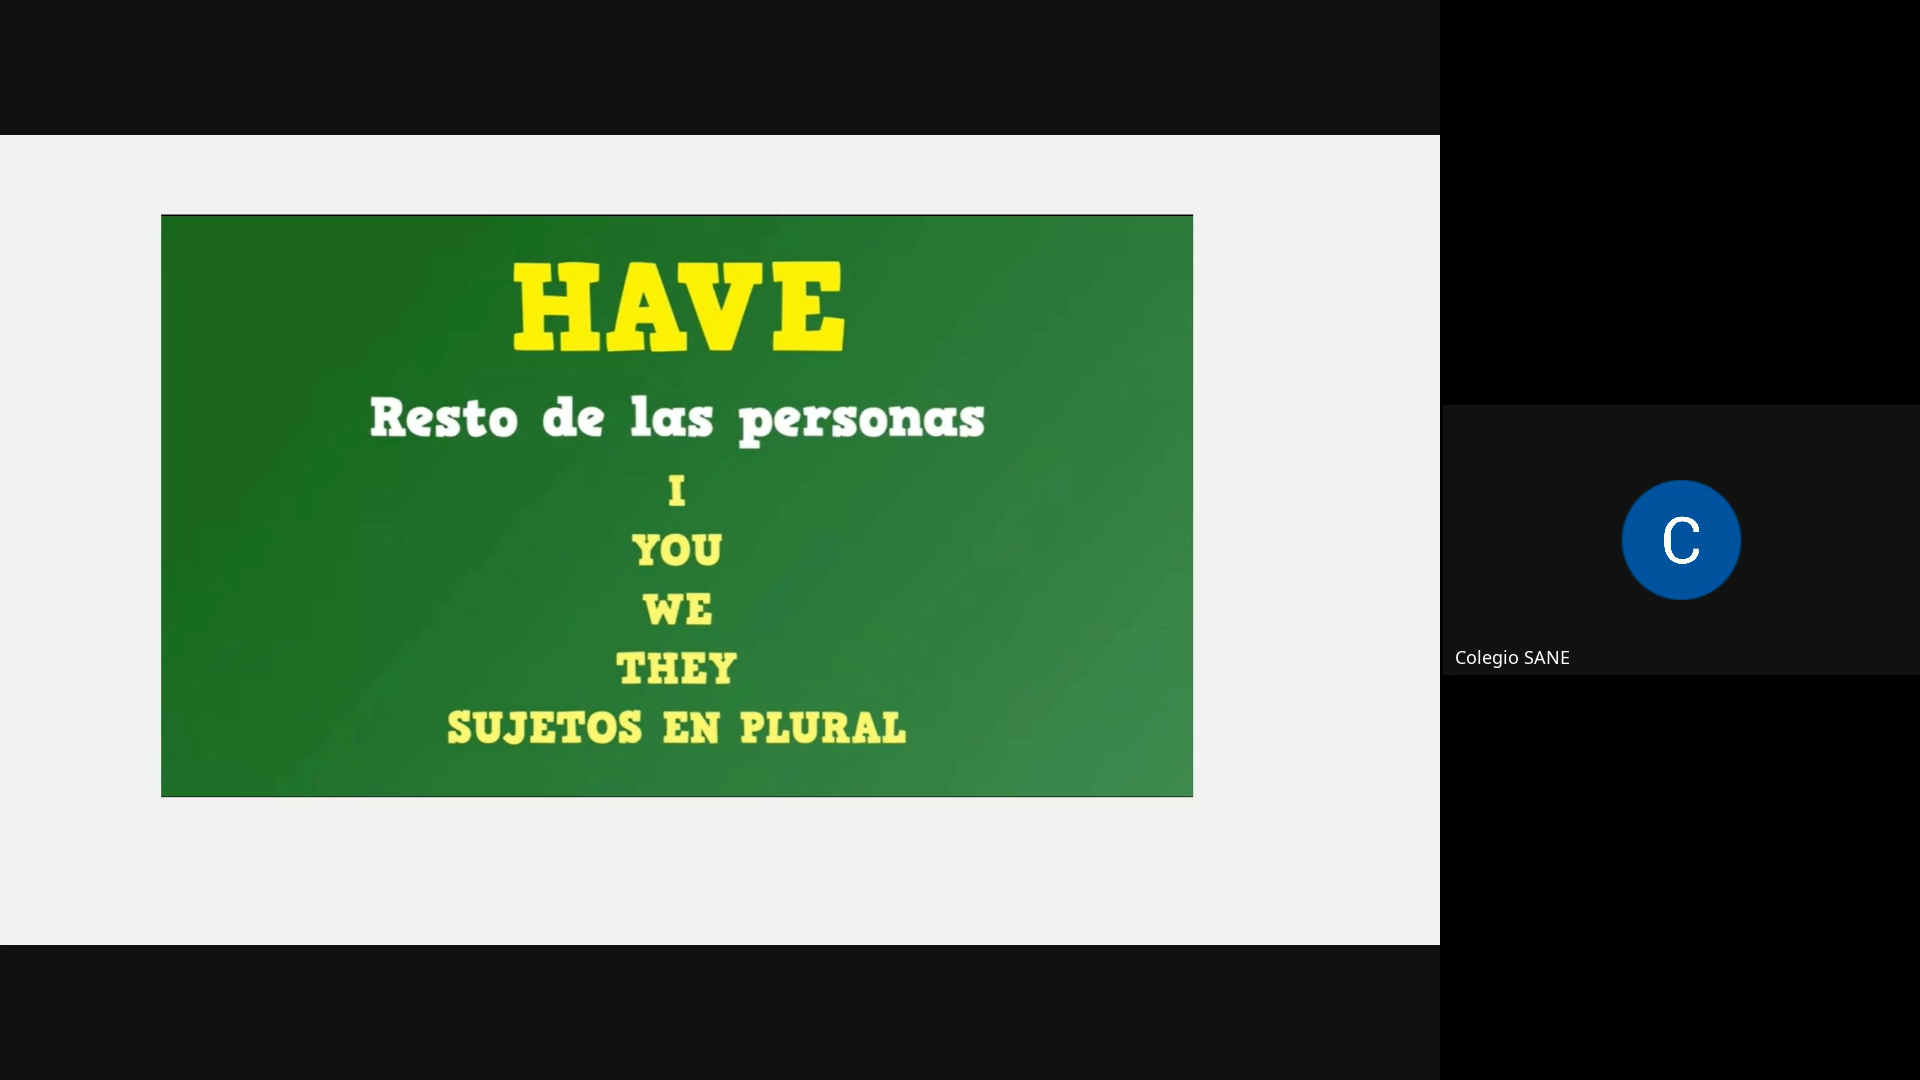 HAVE
Resto de las personas
I
YOU
WE
THEY
SUJETOS EN PLURAL
C
Colegio SANE